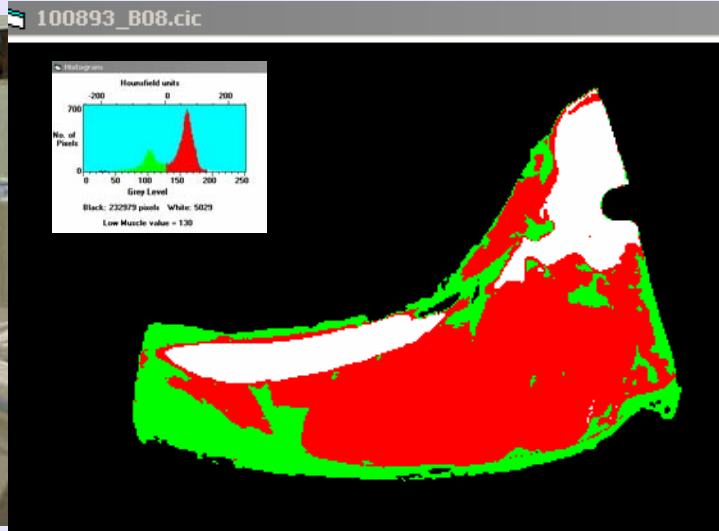 100893_B08.cic
Histogram
Hounsfield units
-200 0 200
700
No. of
Pixels
0
0 50 100 150 200 250
Grey Level
Black: 232979 pixels White: 5029
Low Muscle value = 130